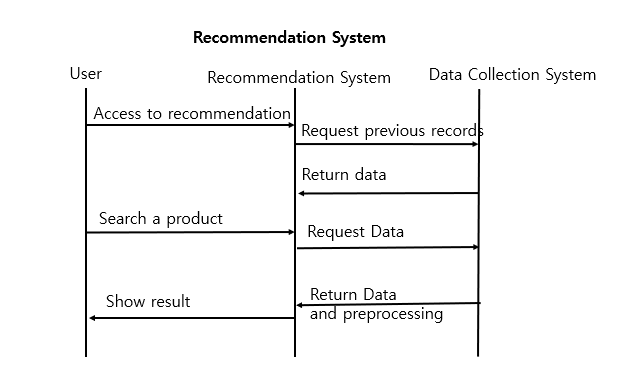 Recommendation System
User
Recommendation System
Data Collection System
Access to recommendation
Request previous records
Return data
Search a product
Request Data
Return Data
and preprocessing
Show result